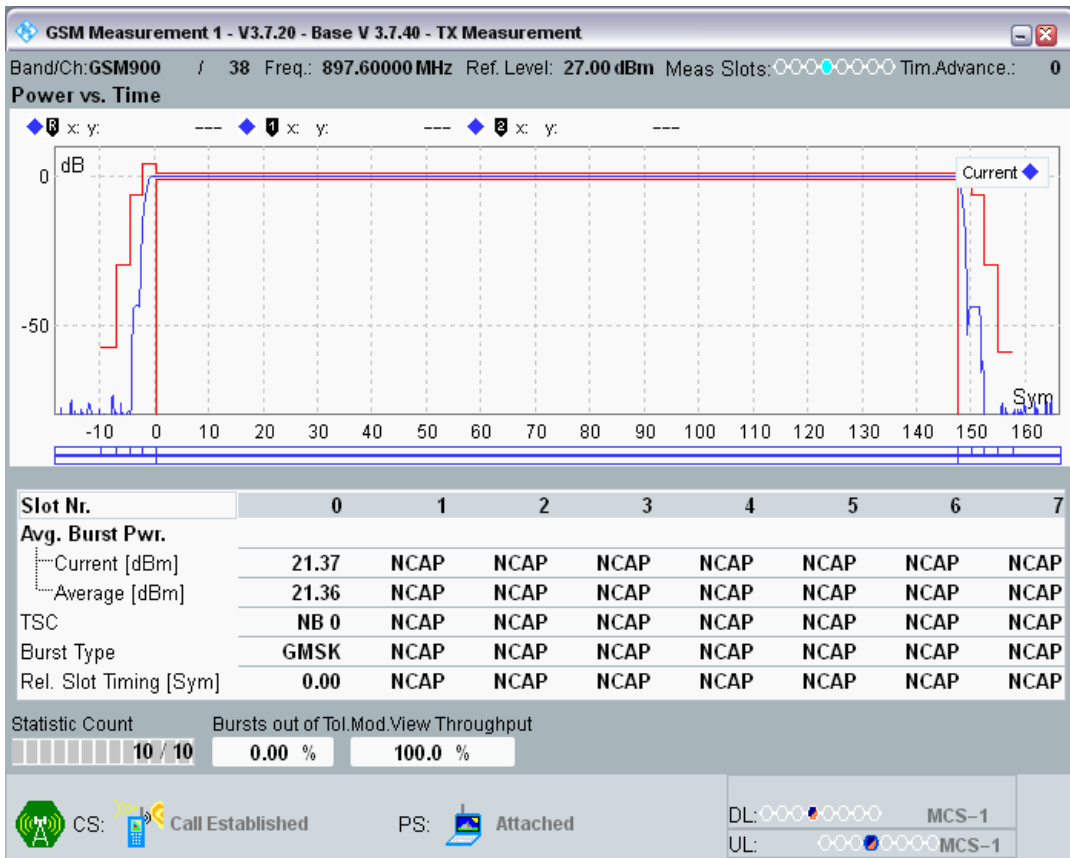 GSM Measurement 1 - V3.7.20 - Base V 3.7.40 - TX Measurement
Band/Ch:GSM900 / 38 Freq.: 897.60000 MHz Ref. Level: 27.00 dBm Meas Slots: Tim.Advance.: 0
Power vs. Time
R x: y: --- 1 x: y: --- 2 x: y: ---
dB
Current
0
-50
Sym
-10 0 10 20 30 40 50 60 70 80 90 100 110 120 130 140 150 160
Slot Nr. 0 1 2 3 4 5 6 7
Avg. Burst Pwr.
Current [dBm] 21.37 NCAP NCAP NCAP NCAP NCAP NCAP NCAP
Average [dBm] 21.36 NCAP NCAP NCAP NCAP NCAP NCAP NCAP
TSC NB 0 NCAP NCAP NCAP NCAP NCAP NCAP NCAP
Burst Type GMSK NCAP NCAP NCAP NCAP NCAP NCAP NCAP
Rel. Slot Timing [Sym] 0.00 NCAP NCAP NCAP NCAP NCAP NCAP NCAP
Statistic Count Bursts out of Tol.Mod.View Throughput
10 / 10 0.00 % 100.0 %
CS: Call Established PS: Attached
DL: MCS-1
UL: MCS-1